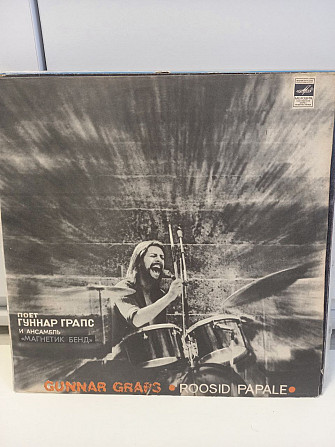 ПОЕТ
ГУННАР ГРАПС
И АНСАМБЛЬ
«МАГНЕТИК БЕНД»
GUNNAR GRAPS • ROOSID PAPALE •